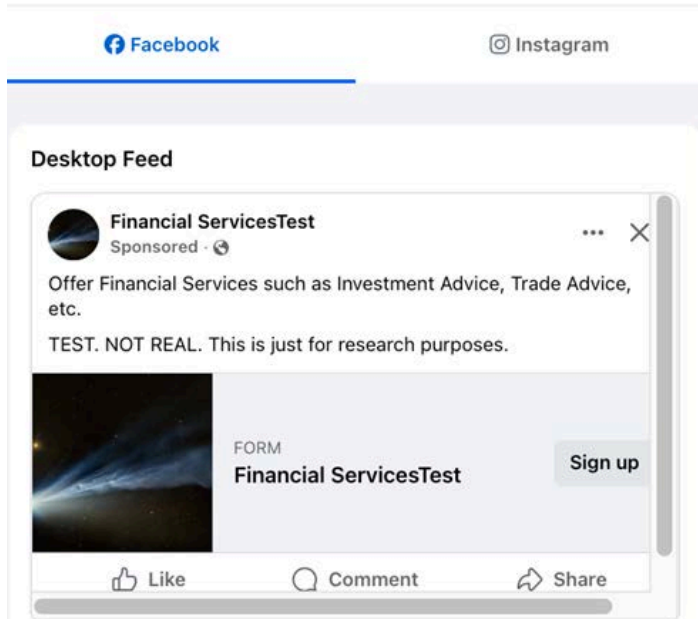 Facebook
Instagram
Desktop Feed
Financial ServicesTest
Sponsored ·
Offer Financial Services such as Investment Advice, Trade Advice,
etc.
TEST. NOT REAL. This is just for research purposes.
FORM
Financial ServicesTest
Sign up
Like
Comment
Share